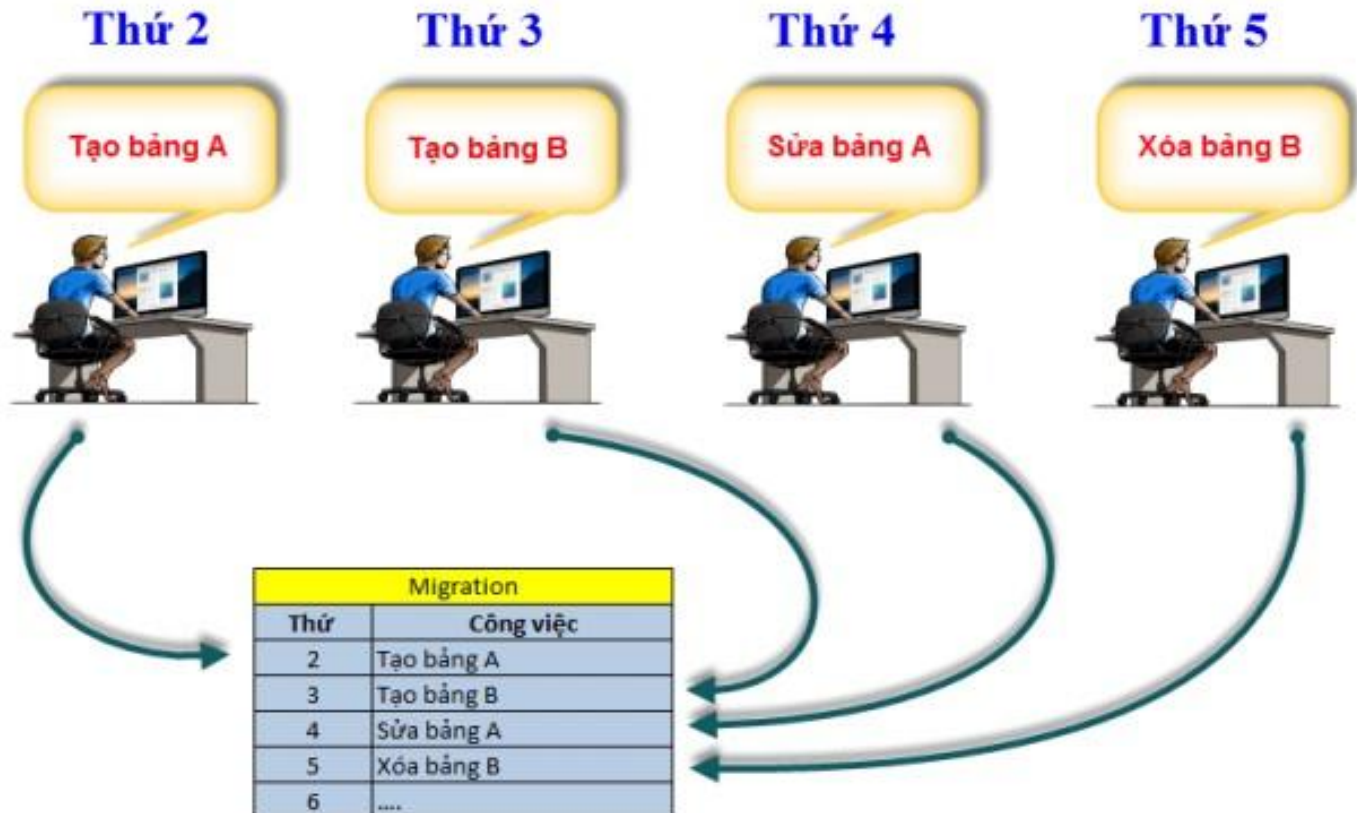 Thứ 2 Thứ 3 Thứ 4 Thứ 5
Tạo bảng A Tạo bảng B Sửa bảng A Xóa bảng B
Migration
Thứ Công việc
2 Tạo bảng A
3 Tạo bảng B
4 Sửa bảng A
5 Xóa bảng B
6 ....